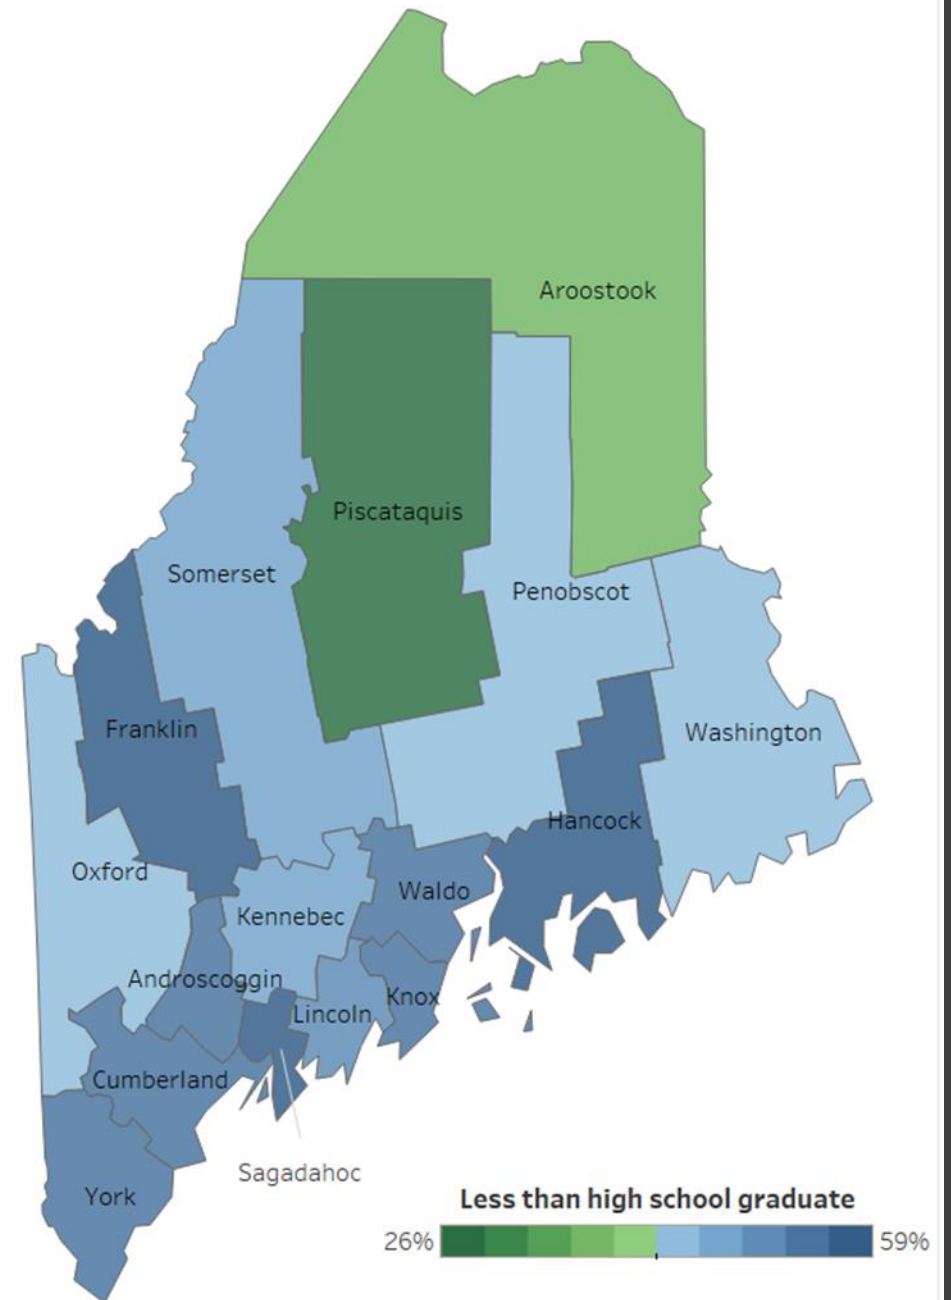 Aroostook
Piscataquis
Somerset
Penobscot
Franklin
Washington
Hancock
Oxford
Waldo
Kennebec
Androscoggin
Knox
Lincoln
Cumberland
Sagadahoc
York
Less than high school graduate
26% 59%